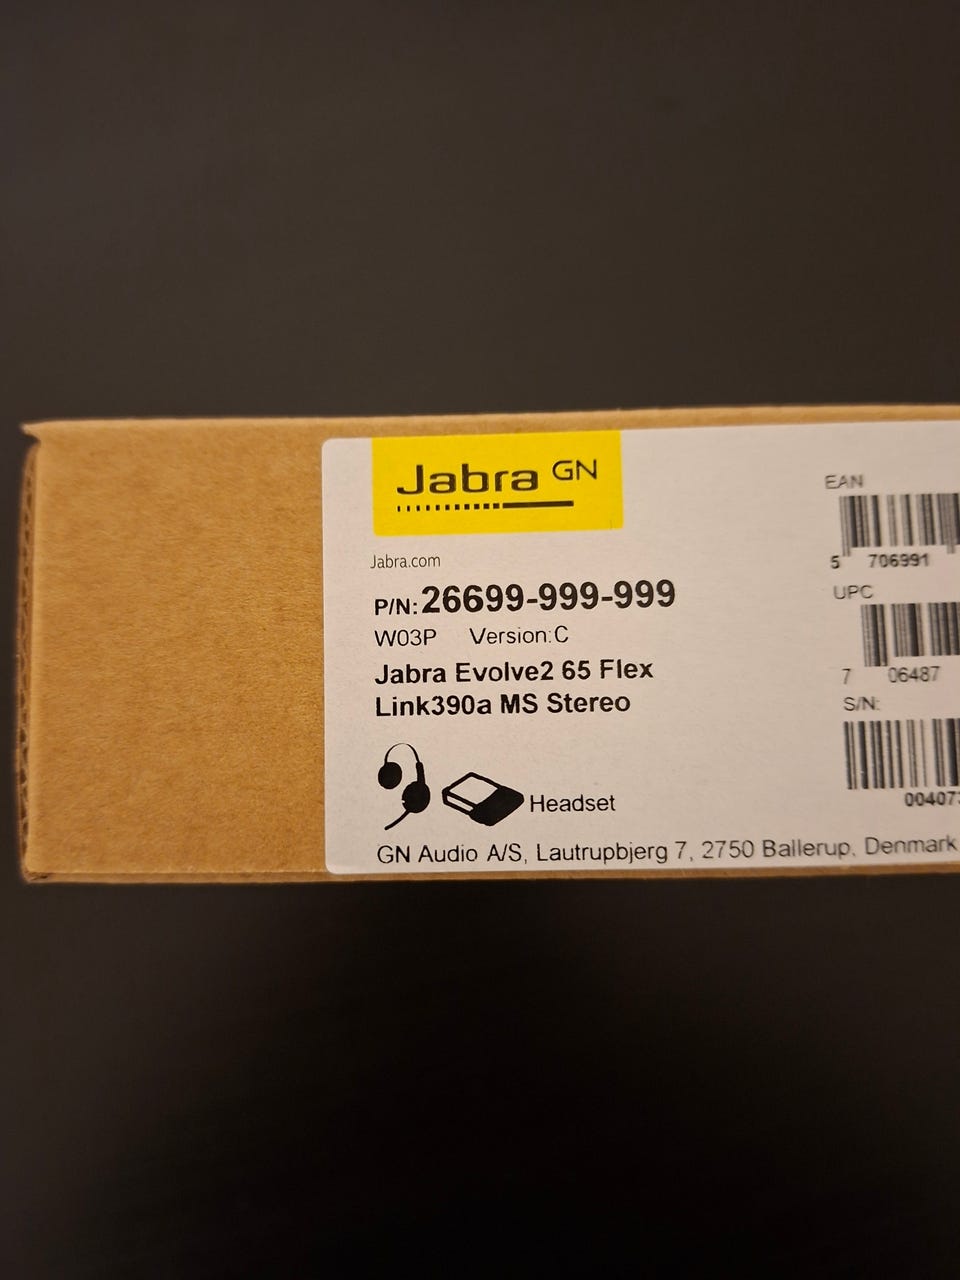 Jabra GN
Jabra.com
P/N: 26699-999-999
W03P Version:C
Jabra Evolve2 65 Flex
Link390a MS Stereo
Headset
GN Audio A/S, Lautrupbjerg 7, 2750 Ballerup, Denmark
EAN
5 706991
UPC
7 06487
S/N:
00407